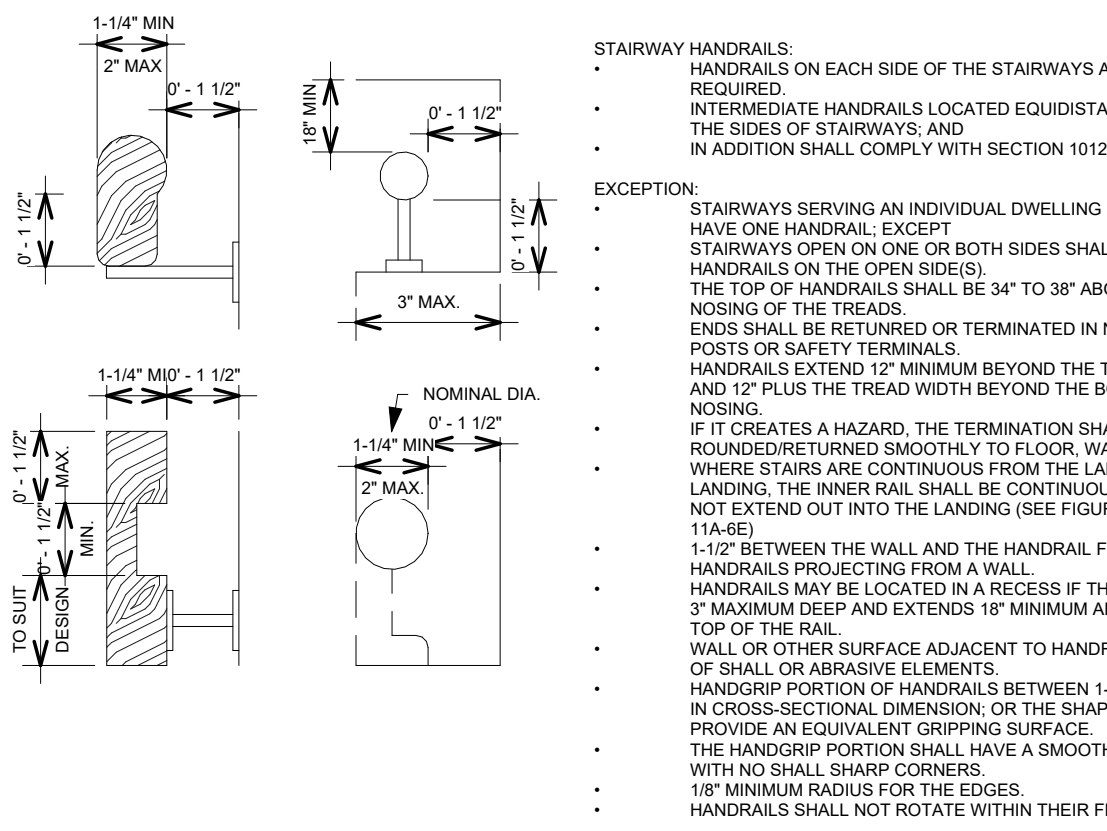 1-1/4" MIN
2" MAX
0' - 1 1/2"
0' - 1 1/2"
18" MIN
0' - 1 1/2"
0' - 1 1/2"
3" MAX.
1-1/4" MI
0' - 1 1/2"
0' - 1 1/2"
MAX.
0' - 1 1/2"
MIN.
TO SUIT
DESIGN
NOMINAL DIA.
0' - 1 1/2"
1-1/4" MIN
2" MAX.
STAIRWAY HANDRAILS:
• HANDRAILS ON EACH SIDE OF THE STAIRWAYS A
REQUIRED.
• INTERMEDIATE HANDRAILS LOCATED EQUIDISTA
THE SIDES OF STAIRWAYS; AND
• IN ADDITION SHALL COMPLY WITH SECTION 1012
EXCEPTION:
• STAIRWAYS SERVING AN INDIVIDUAL DWELLING
HAVE ONE HANDRAIL; EXCEPT
• STAIRWAYS OPEN ON ONE OR BOTH SIDES SHAL
HANDRAILS ON THE OPEN SIDE(S).
• THE TOP OF HANDRAILS SHALL BE 34" TO 38" ABO
NOSING OF THE TREADS.
• ENDS SHALL BE RETUNRED OR TERMINATED IN N
POSTS OR SAFETY TERMINALS.
• HANDRAILS EXTEND 12" MINIMUM BEYOND THE T
AND 12" PLUS THE TREAD WIDTH BEYOND THE BO
NOSING.
• IF IT CREATES A HAZARD, THE TERMINATION SHA
ROUNDED/RETURNED SMOOTHLY TO FLOOR, WA
• WHERE STAIRS ARE CONTINUOUS FROM THE LAN
LANDING, THE INNER RAIL SHALL BE CONTINUOU
NOT EXTEND OUT INTO THE LANDING (SEE FIGUR
11A-6E)
• 1-1/2" BETWEEN THE WALL AND THE HANDRAIL F
HANDRAILS PROJECTING FROM A WALL.
• HANDRAILS MAY BE LOCATED IN A RECESS IF TH
3" MAXIMUM DEEP AND EXTENDS 18" MINIMUM A
TOP OF THE RAIL.
• WALL OR OTHER SURFACE ADJACENT TO HANDR
OF SHALL OR ABRASIVE ELEMENTS.
• HANDGRIP PORTION OF HANDRAILS BETWEEN 1-
IN CROSS-SECTIONAL DIMENSION; OR THE SHAP
PROVIDE AN EQUIVALENT GRIPPING SURFACE.
• THE HANDGRIP PORTION SHALL HAVE A SMOOTH
WITH NO SHALL SHARP CORNERS.
• 1/8" MINIMUM RADIUS FOR THE EDGES.
• HANDRAILS SHALL NOT ROTATE WITHIN THEIR F